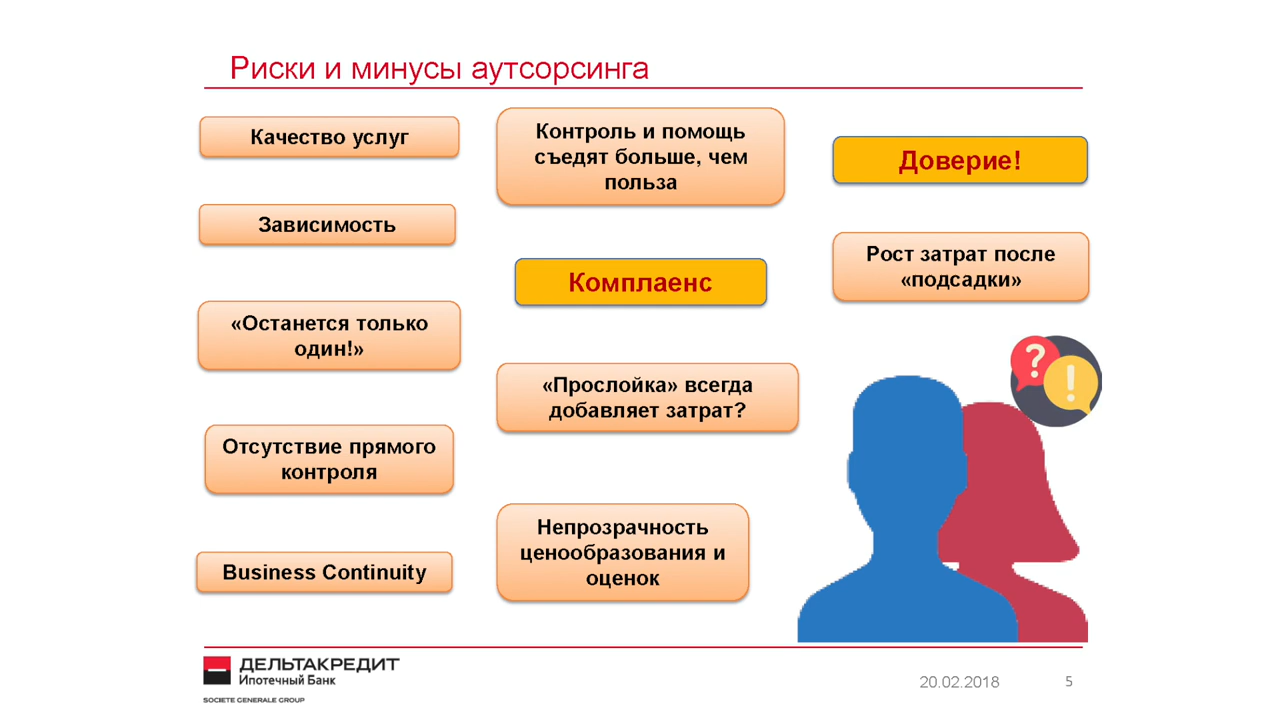 Риски и минусы аутсорсинга
Качество услуг
Зависимость
«Останется только
один!»
Отсутствие прямого
контроля
Business Continuity
Контроль и помощь
съедят больше, чем
польза
Комплаенс
«Прослойка» всегда
добавляет затрат?
Непрозрачность
ценообразования и
оценок
Доверие!
Рост затрат после
«подсадки»
? !
ДЕЛЬТАКРЕДИТ
Ипотечный Банк
SOCIETE GENERALE GROUP
20.02.2018
5